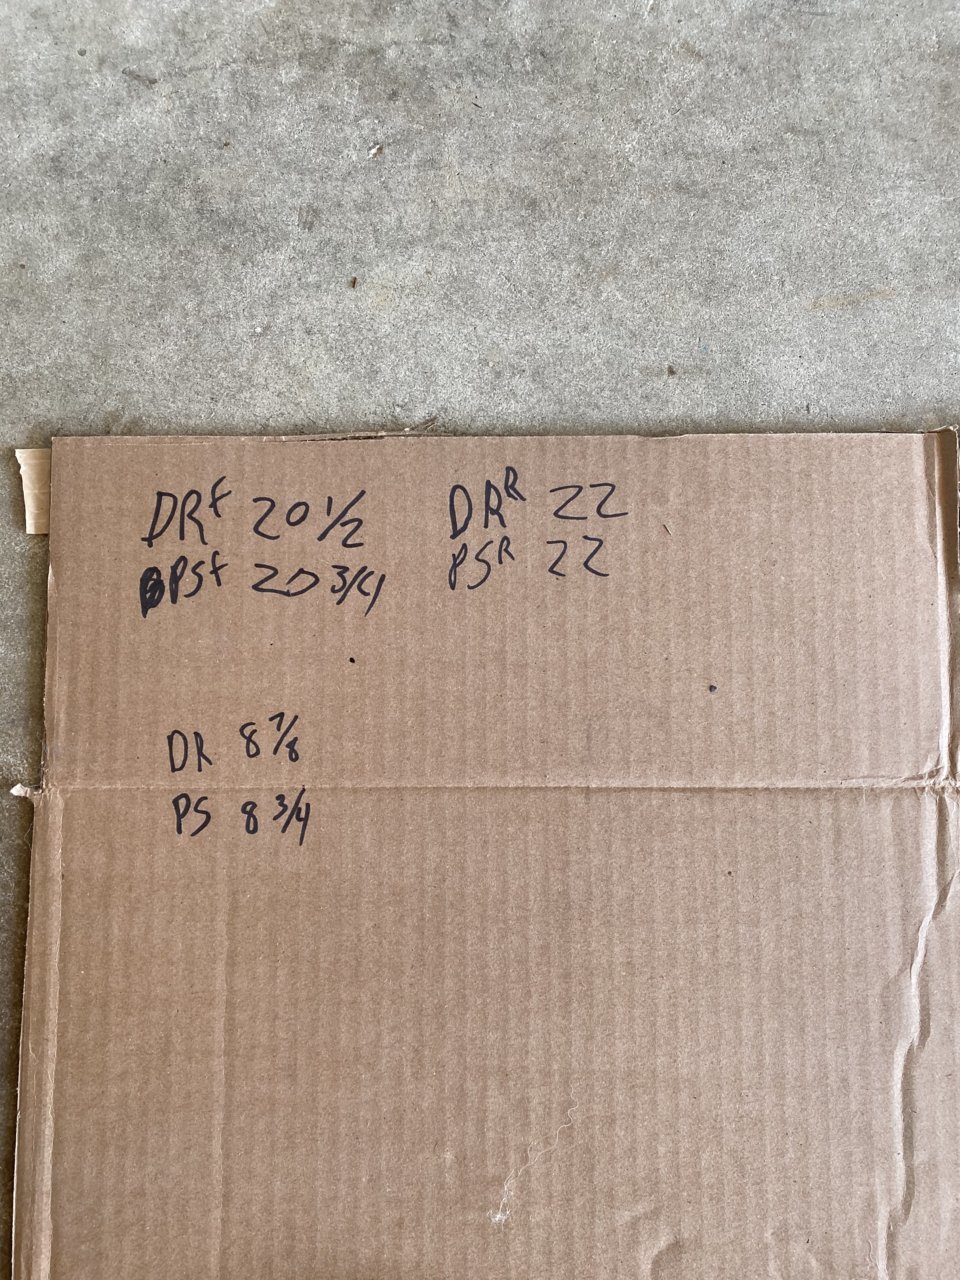 DRf 20 1/2 DRR 22
PSf 20 3/4 PSR 22
DR 8 7/8
PS 8 3/4